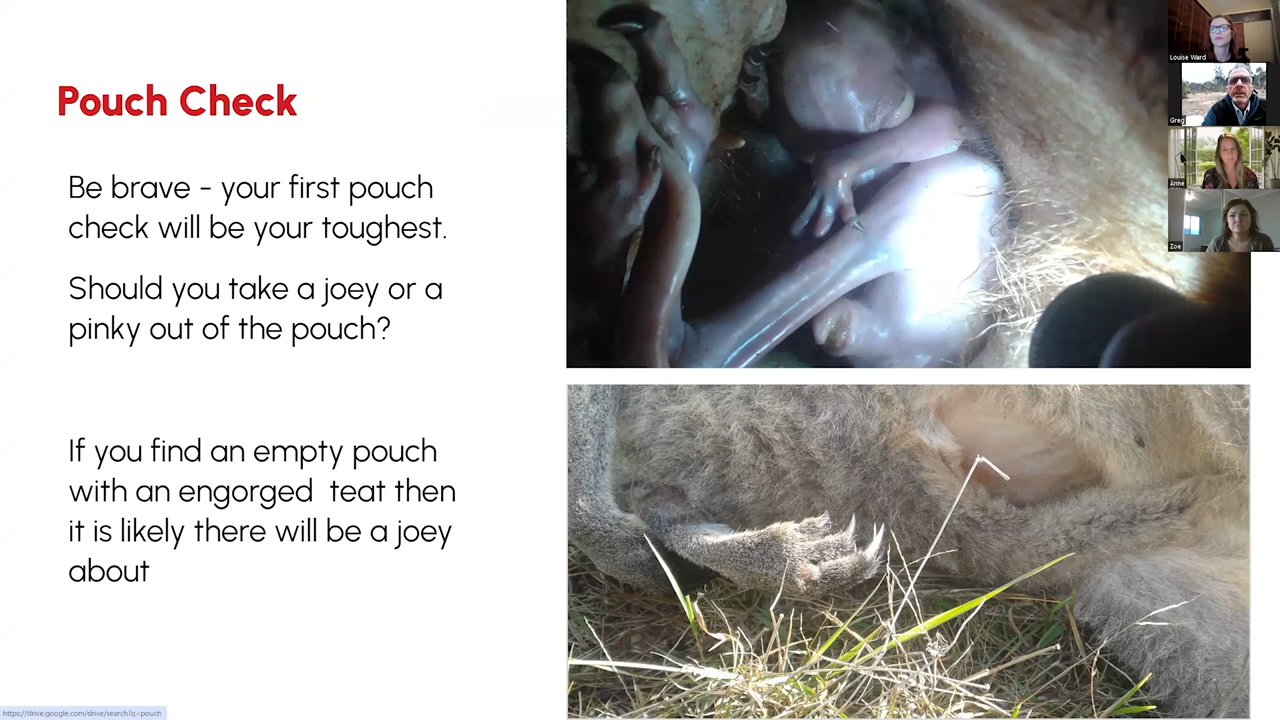 Pouch Check
Be brave - your first pouch
check will be your toughest.
Should you take a joey or a
pinky out of the pouch?
If you find an empty pouch
with an engorged  teat then
it is likely there will be a joey
about
Louise Ward
Greg
Anne
Zoe
https://drive.google.com/drive/search?q=pouch